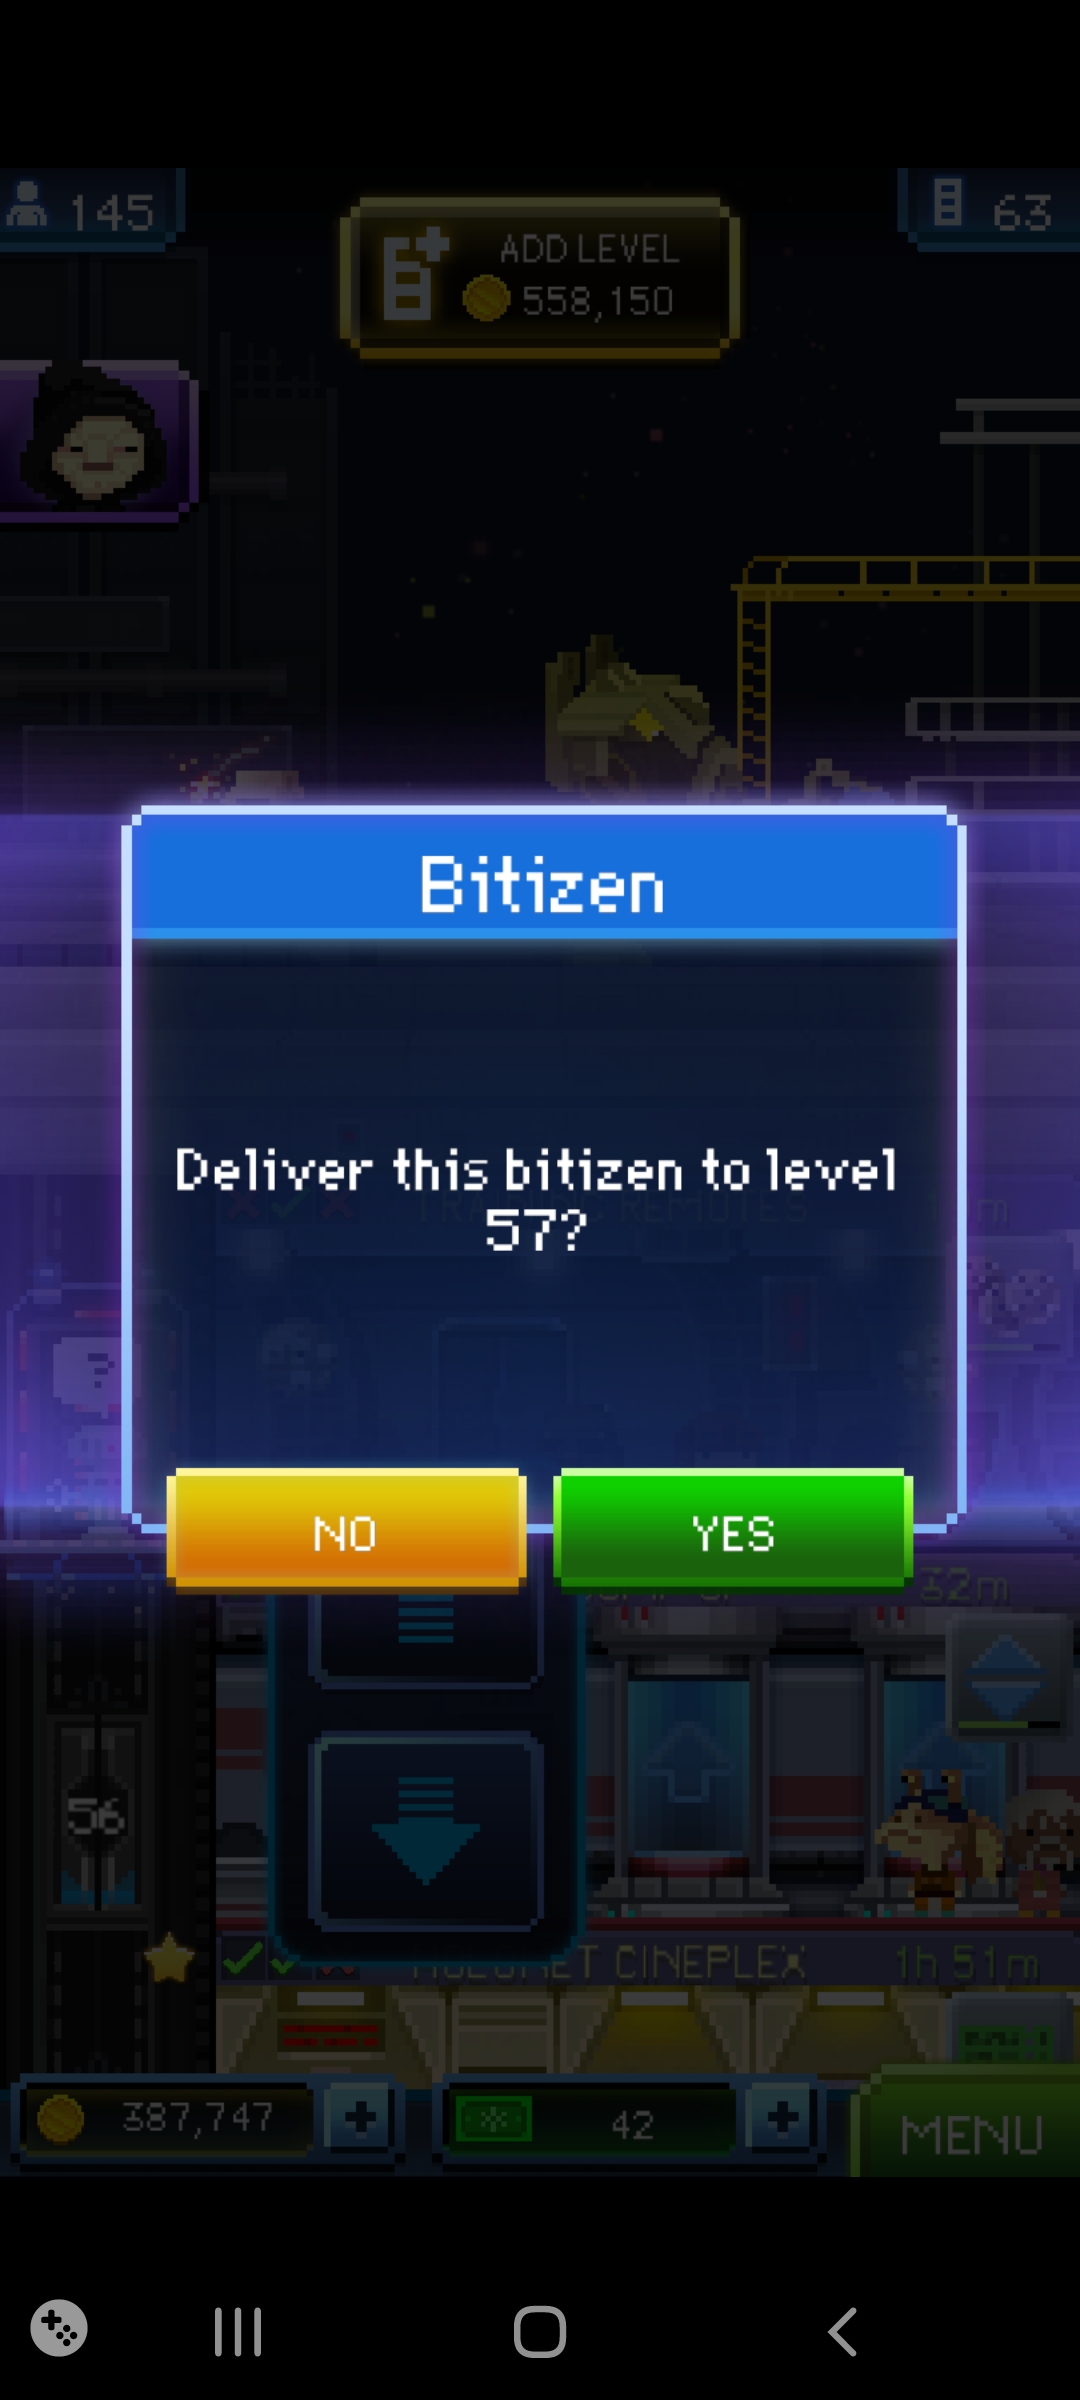 145
63
ADD LEVEL
558,150
Bitizen
Deliver this bitizen to level
57?
REMOTES
m
?
NO
YES
32m
56
CINEPLEX
1h 51m
387,747
42
MENU